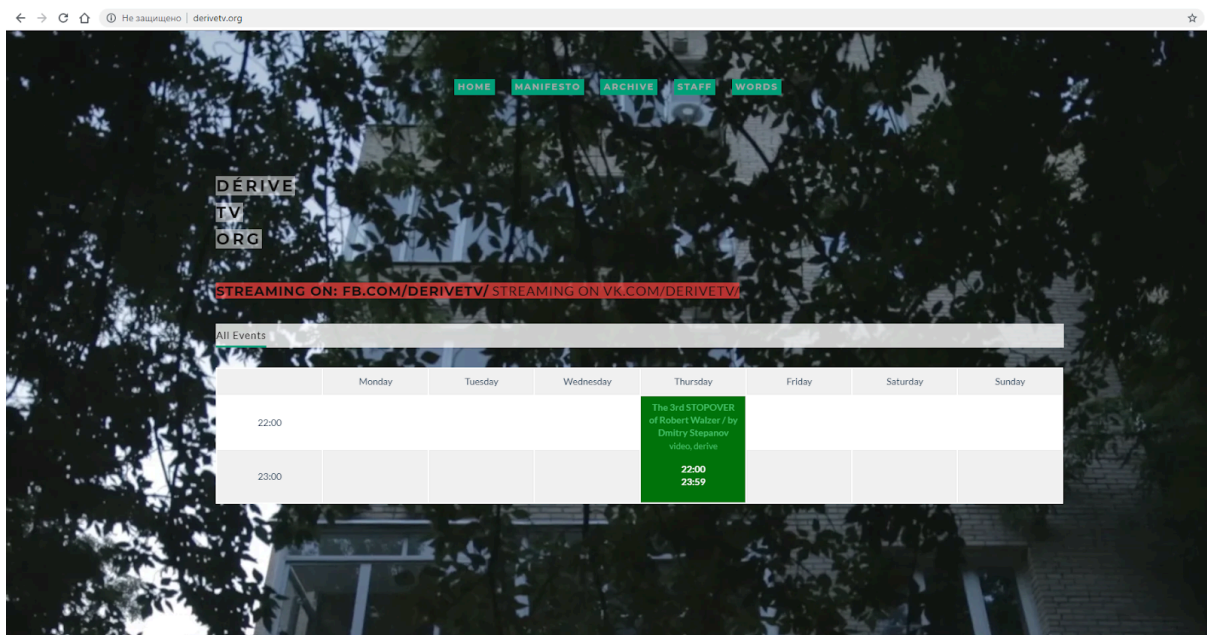 Не защищено | derivetv.org
HOME MANIFESTO ARCHIVE STAFF WORDS
DÉRIVE
TV
ORG
STREAMING ON: FB.COM/DERIVETV/ STREAMING ON VK.COM/DERIVETV/
All Events
Monday Tuesday Wednesday Thursday Friday Saturday Sunday
22:00
The 3rd STOPOVER
of Robert Walzer / by
Dmitry Stepanov
video, derive
22:00
23:59
23:00